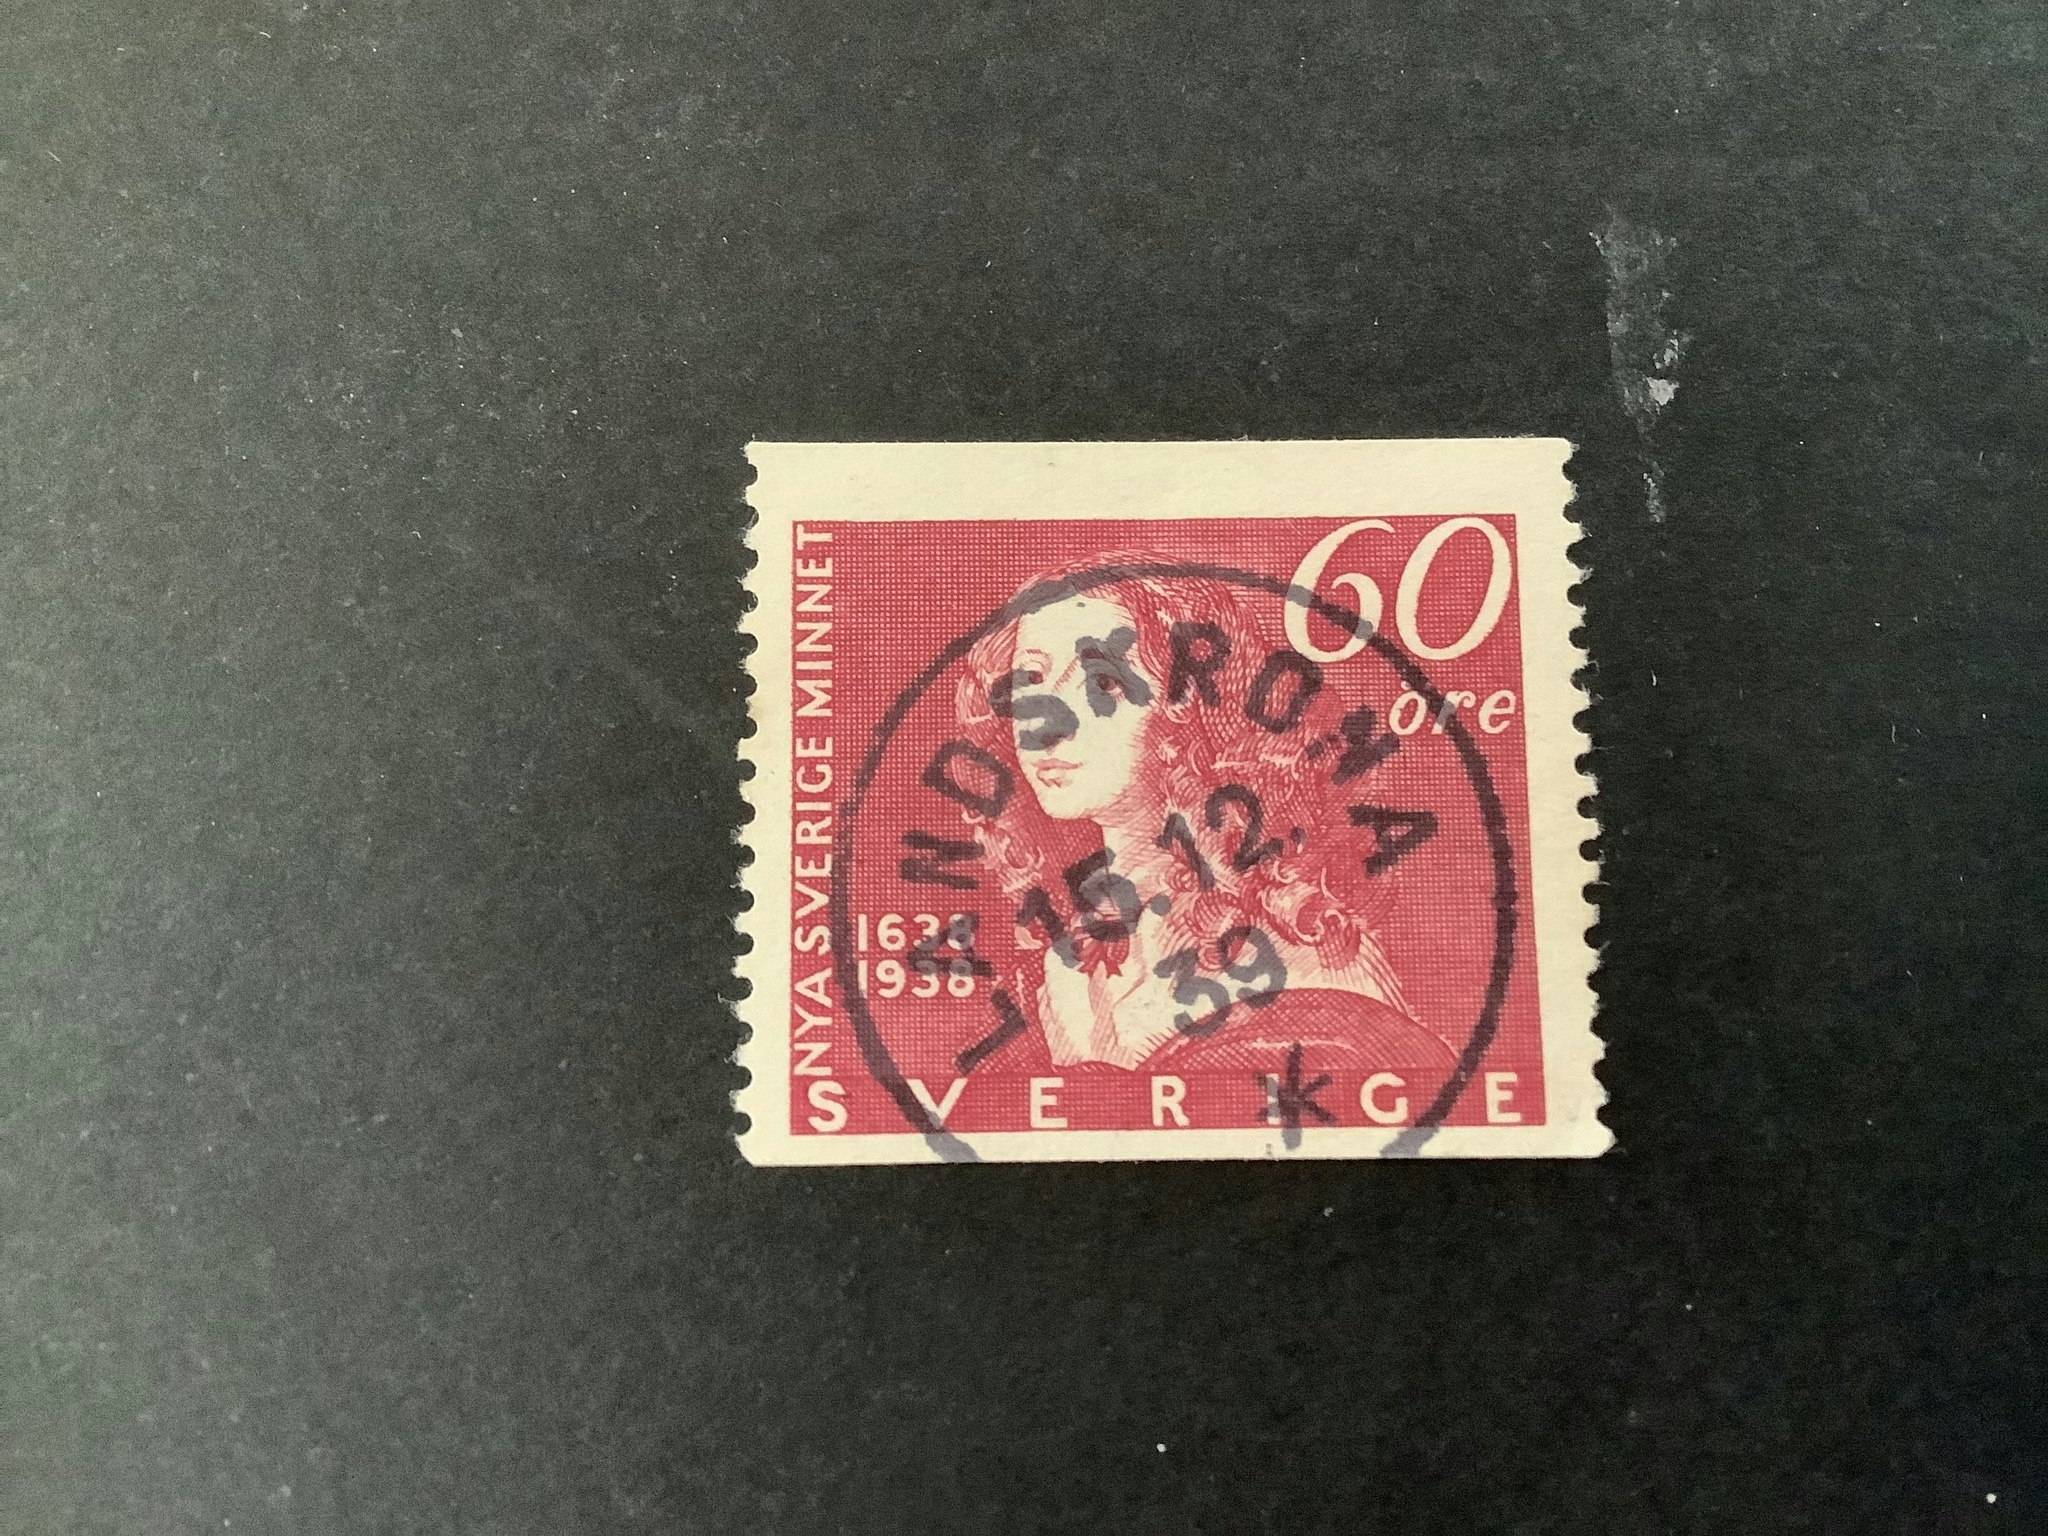 60
öre
NYA SVERIGE MINNET
1638
1938
SVERIGE
LANDSKRONA
15.12.
39